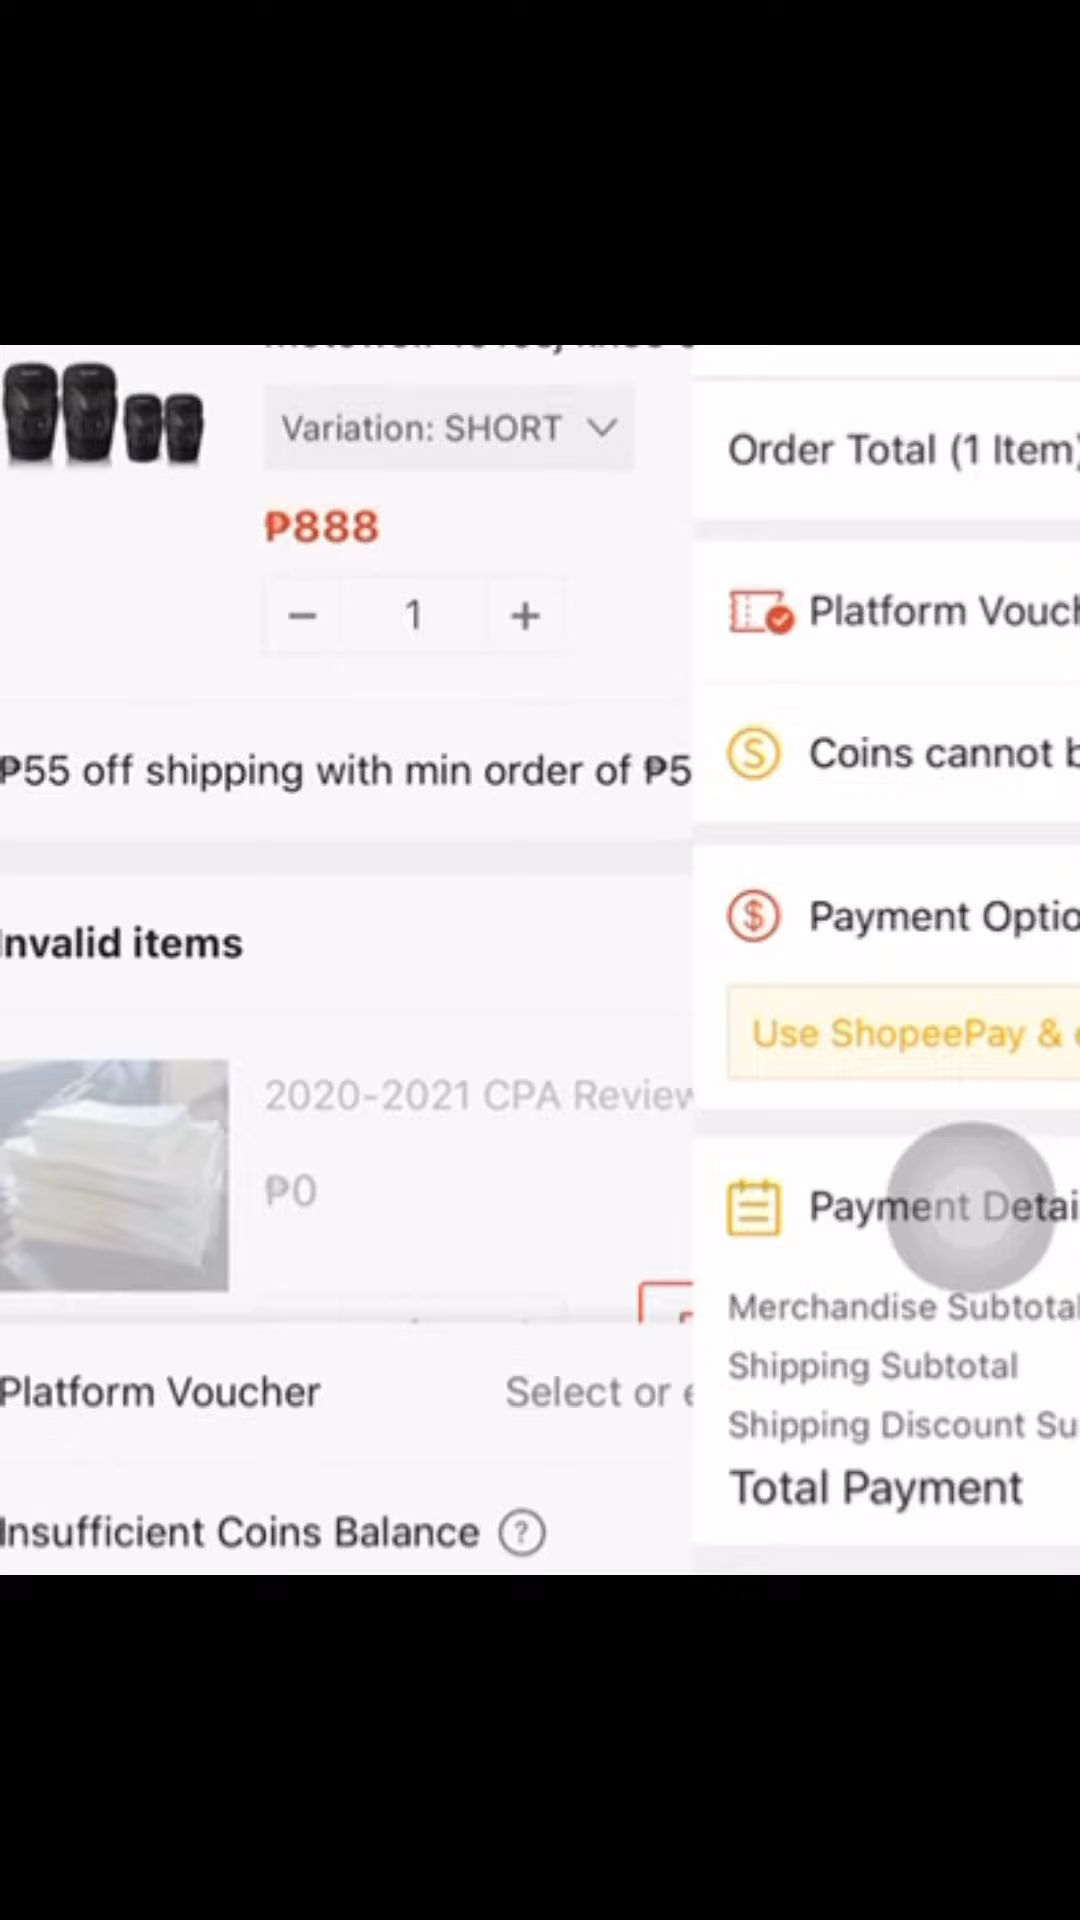 Variation: SHORT
₱888
1
₱55 off shipping with min order of ₱5
Invalid items
2020-2021 CPA Review
₱0
Platform Voucher
Select or e
Insufficient Coins Balance ?
Order Total (1 Item)
Platform Vouch
S Coins cannot b
$ Payment Optio
Use ShopeePay &
Payment Detai
Merchandise Subtotal
Shipping Subtotal
Shipping Discount Su
Total Payment